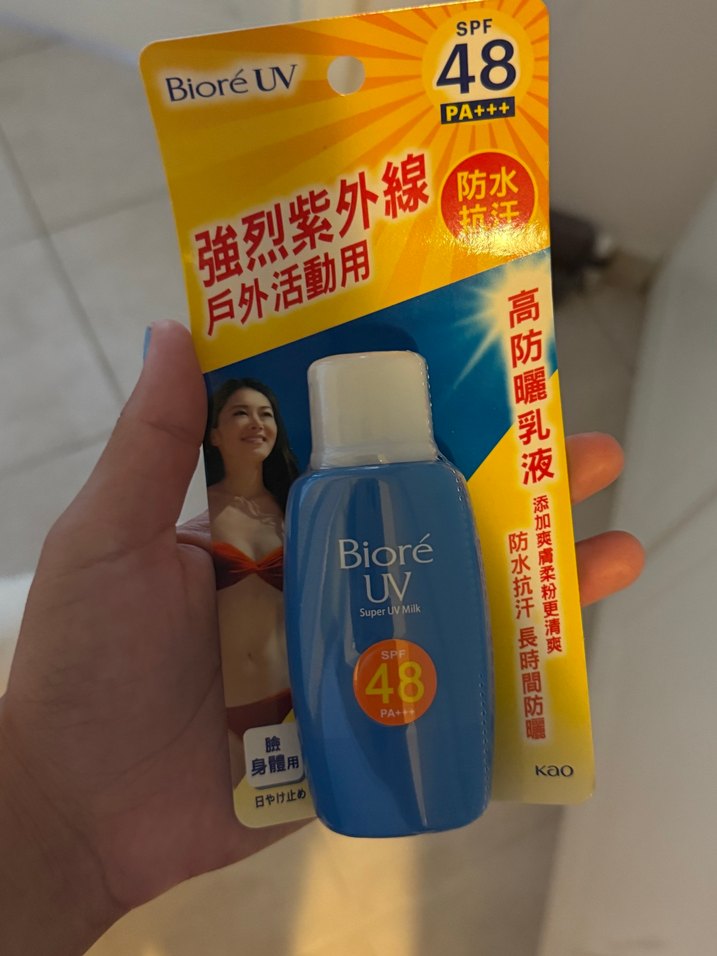 Bioré UV
SPF
48
PA+++
強烈紫外線
戶外活動用
防水
抗汗
高防曬乳液
添加爽膚柔粉更清爽
防水抗汗 長時間防曬
Bioré
UV
Super UV Milk
SPF
48
PA+++
臉
身體用
日やけ止め
Kao